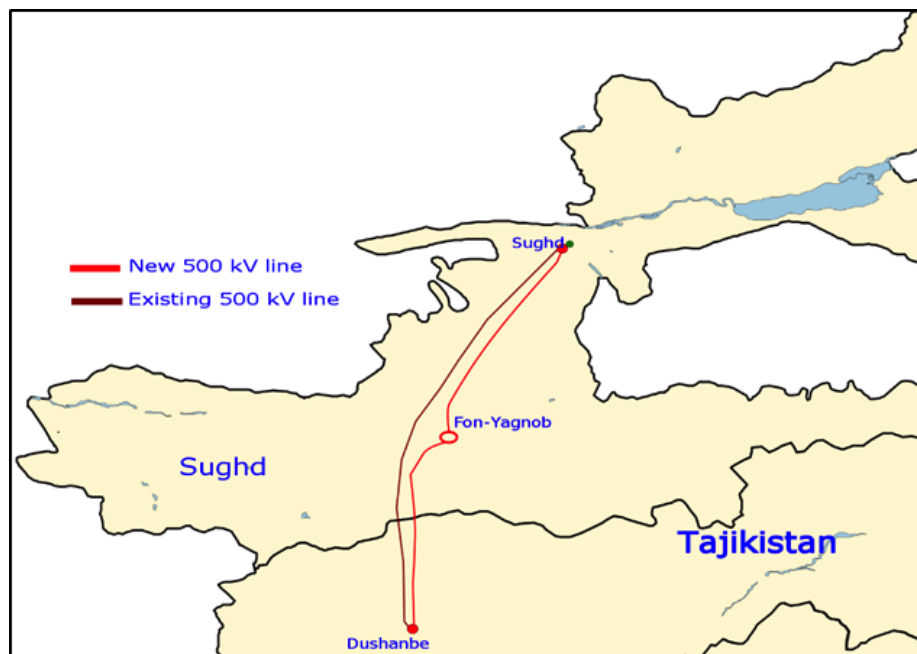 Sughd
New 500 kV line
Existing 500 kV line
Fon-Yagnob
Sughd
Tajikistan
Dushanbe